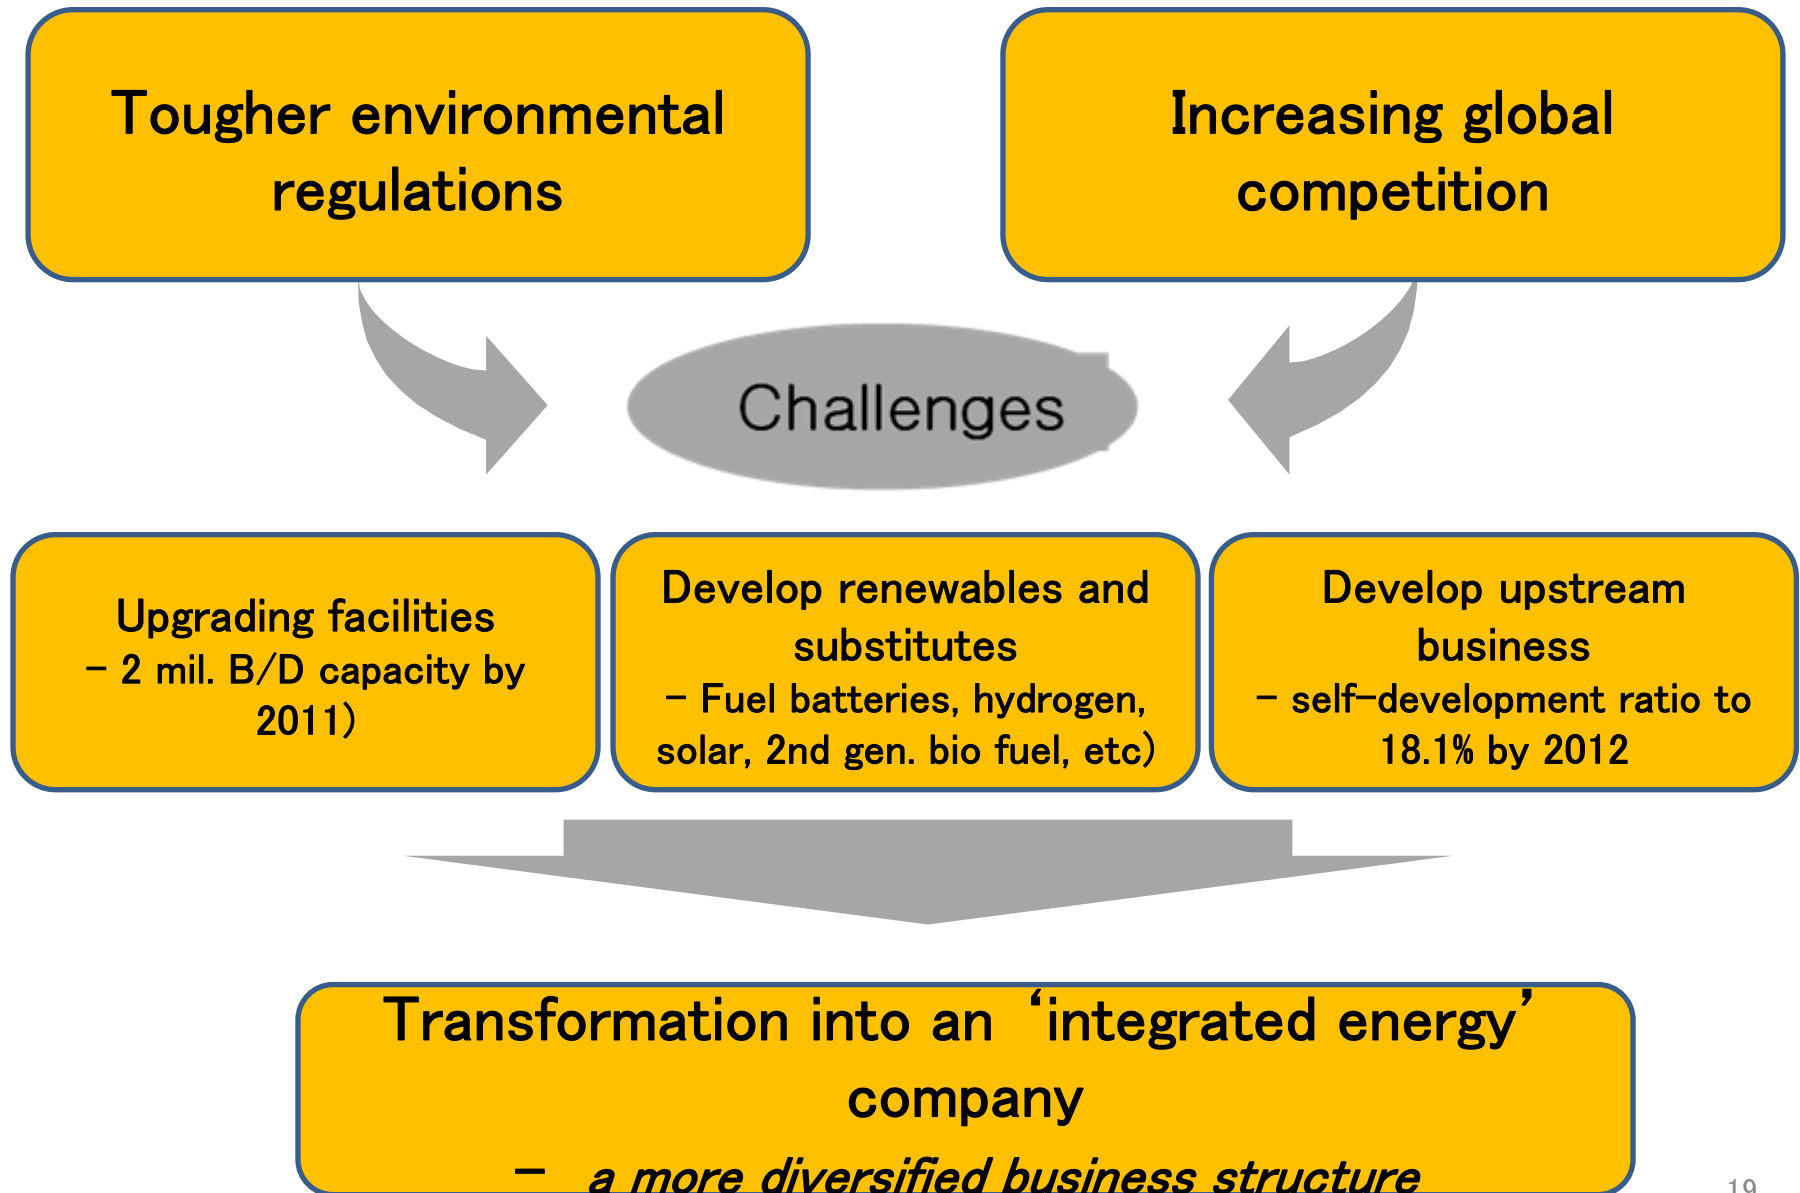 Tougher environmental
regulations
Increasing global
competition
Challenges
Upgrading facilities
- 2 mil. B/D capacity by
2011)
Develop renewables and
substitutes
- Fuel batteries, hydrogen,
solar, 2nd gen. bio fuel, etc)
Develop upstream
business
- self-development ratio to
18.1% by 2012
Transformation into an ‘integrated energy’
company
- a more diversified business structure
19